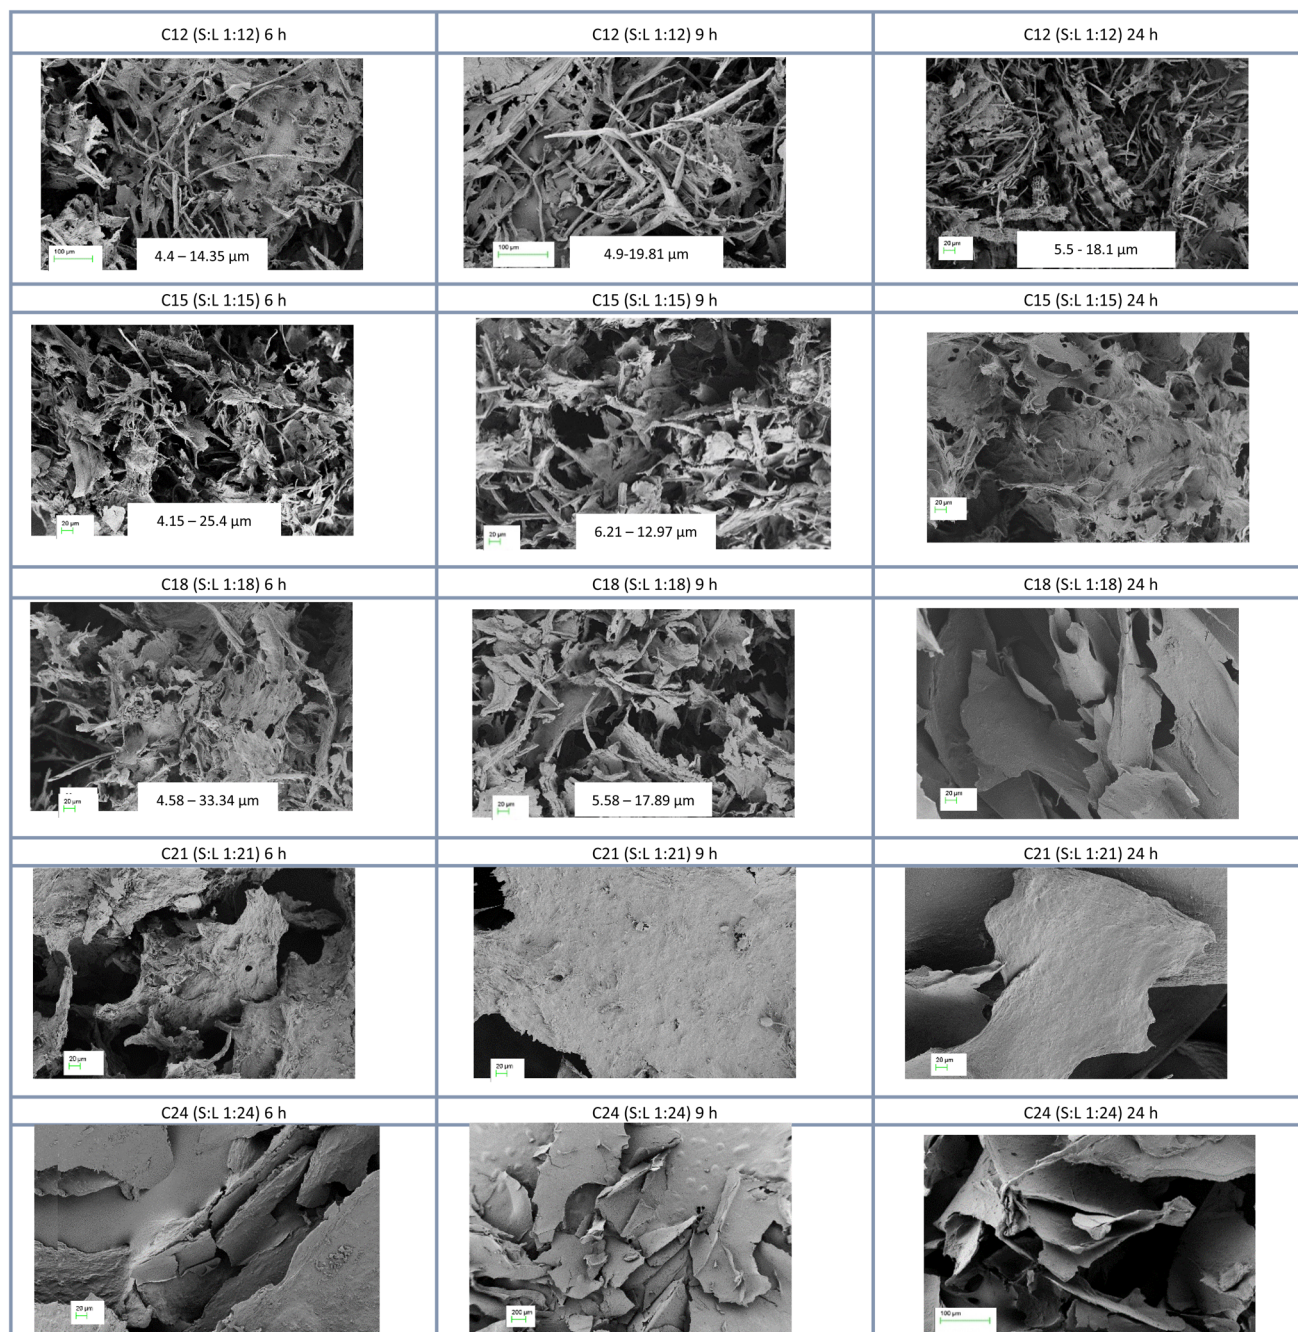 C12 (S:L 1:12) 6 h
C12 (S:L 1:12) 9 h
C12 (S:L 1:12) 24 h
100 µm
4.4 – 14.35 µm
100 µm
4.9-19.81 µm
20 µm
5.5 - 18.1 µm
C15 (S:L 1:15) 6 h
C15 (S:L 1:15) 9 h
C15 (S:L 1:15) 24 h
20 µm
4.15 – 25.4 µm
20 µm
6.21 – 12.97 µm
20 µm
C18 (S:L 1:18) 6 h
C18 (S:L 1:18) 9 h
C18 (S:L 1:18) 24 h
20 µm
4.58 – 33.34 µm
20 µm
5.58 – 17.89 µm
20 µm
C21 (S:L 1:21) 6 h
C21 (S:L 1:21) 9 h
C21 (S:L 1:21) 24 h
20 µm
20 µm
20 µm
C24 (S:L 1:24) 6 h
C24 (S:L 1:24) 9 h
C24 (S:L 1:24) 24 h
20 µm
200 µm
100 µm